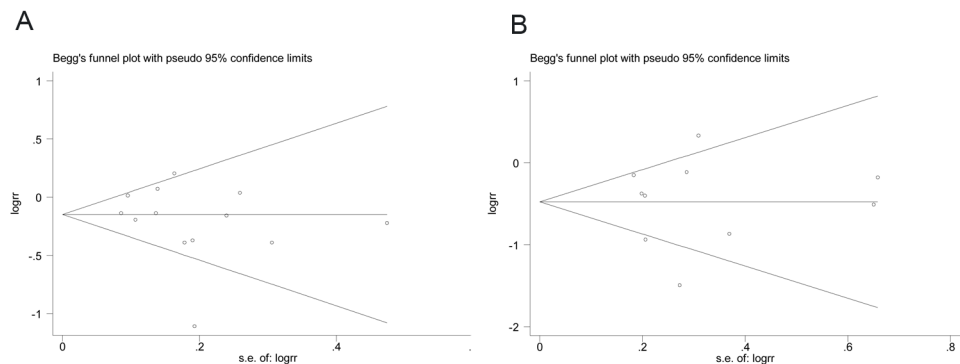 A
B
Begg's funnel plot with pseudo 95% confidence limits
Begg's funnel plot with pseudo 95% confidence limits
1
.5
0
-.5
-1
logrr
0
.2
.4
.
s.e. of: logrr
1
0
-1
-2
logrr
0
.2
.4
.6
.8
s.e. of: logrr